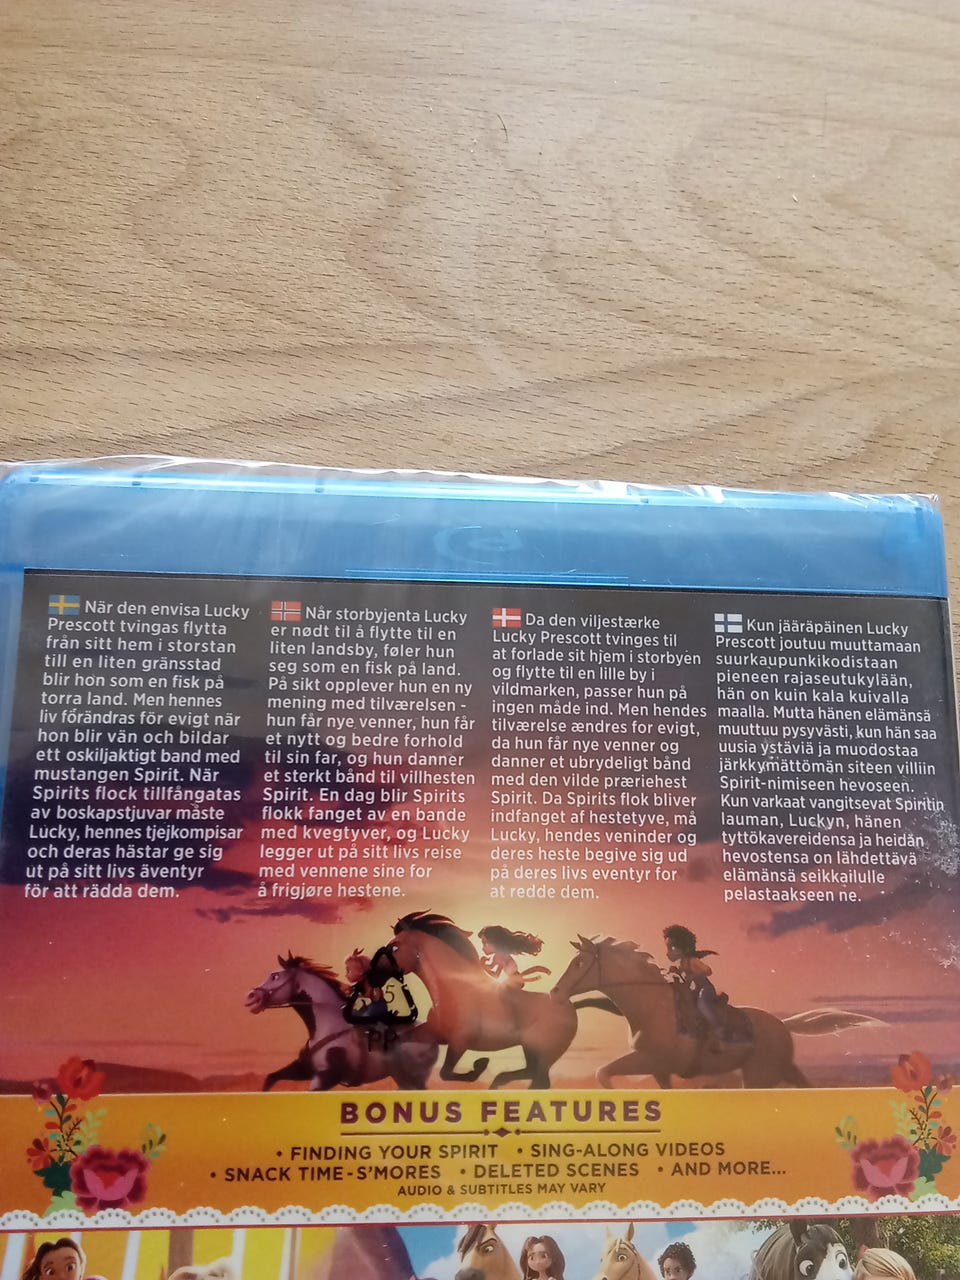 När den envisa Lucky
Prescott tvingas flytta
från sitt hem i storstan
till en liten gränsstad
blir hon som en fisk på
torra land. Men hennes
liv förändras för evigt när
hon blir vän och bildar
ett oskiljaktigt band med
mustangen Spirit. När
Spirits flock tillfångatas
av boskapstjuvar måste
Lucky, hennes tjejkompisar
och deras hästar ge sig
ut på sitt livs äventyr
för att rädda dem.
Når storbyjenta Lucky
er nødt til å flytte til en
liten landsby, føler hun
seg som en fisk på land.
På sikt opplever hun en ny
mening med tilværelsen -
hun får nye venner, hun får
et nytt og bedre forhold
til sin far, og hun danner
et sterkt bånd til villhesten
Spirit. En dag blir Spirits
flokk fanget av en bande
med kvegtyver, og Lucky
legger ut på sitt livs reise
med vennene sine for
å frigjøre hestene.
Da den viljestærke
Lucky Prescott tvinges til
at forlade sit hjem i storbyen
og flytte til en lille by i
vildmarken, passer hun på
ingen måde ind. Men hendes
tilværelse ændres for evigt,
da hun får nye venner og
danner et ubrydeligt bånd
med den vilde præriehest
Spirit. Da Spirits flok bliver
indfanget af hestetyve, må
Lucky, hendes veninder og
deres heste begive sig ud
på deres livs eventyr for
at redde dem.
Kun jääräpäinen Lucky
Prescott joutuu muuttamaan
suurkaupunkikodistaan
pieneen rajaseutukylään,
hän on kuin kala kuivalla
maalla. Mutta hänen elämänsä
muuttuu pysyvästi, kun hän saa
uusia ystäviä ja muodostaa
järkkymättömän siteen villiin
Spirit-nimiseen hevoseen.
Kun varkaat vangitsevat Spiritin
lauman, Luckyn, hänen
tyttökavereidensa ja heidän
hevostensa on lähdettävä
elämänsä seikkailulle
pelastaakseen ne.
5
PP
BONUS FEATURES
• FINDING YOUR SPIRIT • SING-ALONG VIDEOS
• SNACK TIME - S'MORES • DELETED SCENES • AND MORE...
AUDIO & SUBTITLES MAY VARY